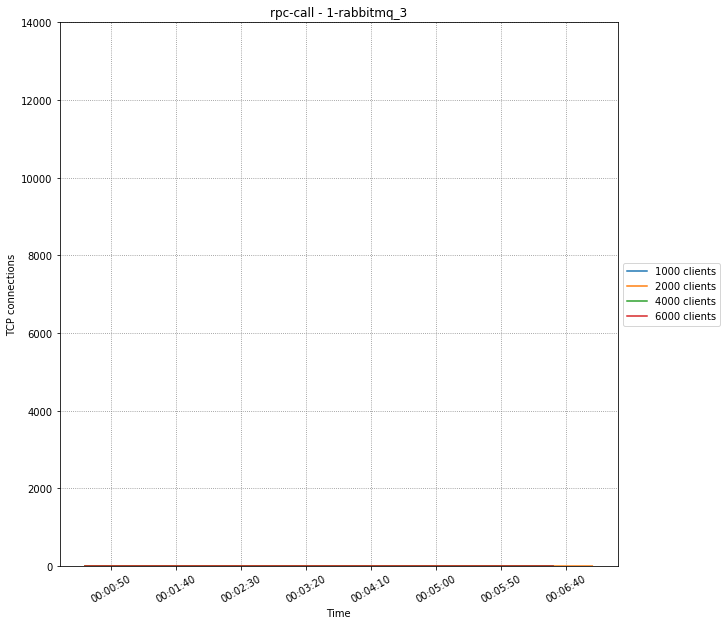 rpc-call - 1-rabbitmq_3
14000
12000
10000
8000
6000
4000
2000
0
TCP connections
00:00:50
00:01:40
00:02:30
00:03:20
00:04:10
00:05:00
00:05:50
00:06:40
Time
1000 clients
2000 clients
4000 clients
6000 clients